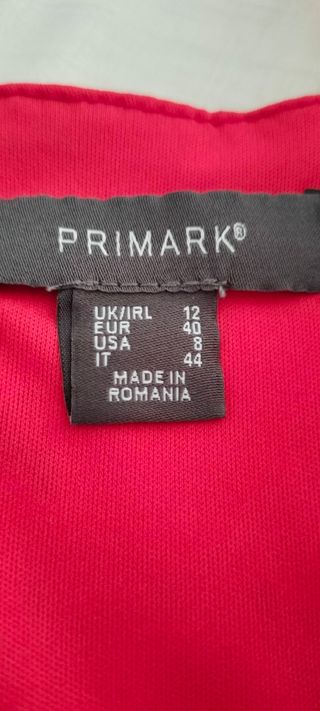 PRIMARK®
UK/IRL 12
EUR 40
USA 8
IT 44
MADE IN
ROMANIA